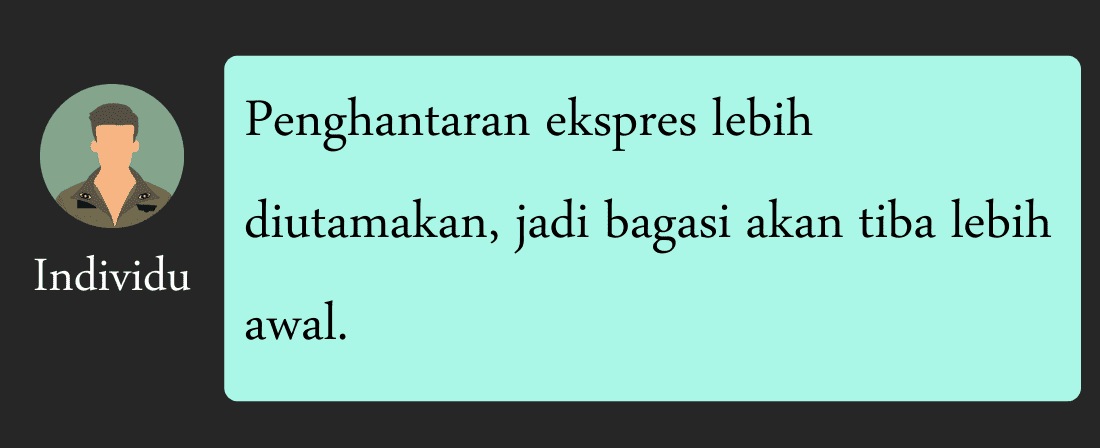 Penghantaran ekspres lebih
diutamakan, jadi bagasi akan tiba lebih
awal.
Individu